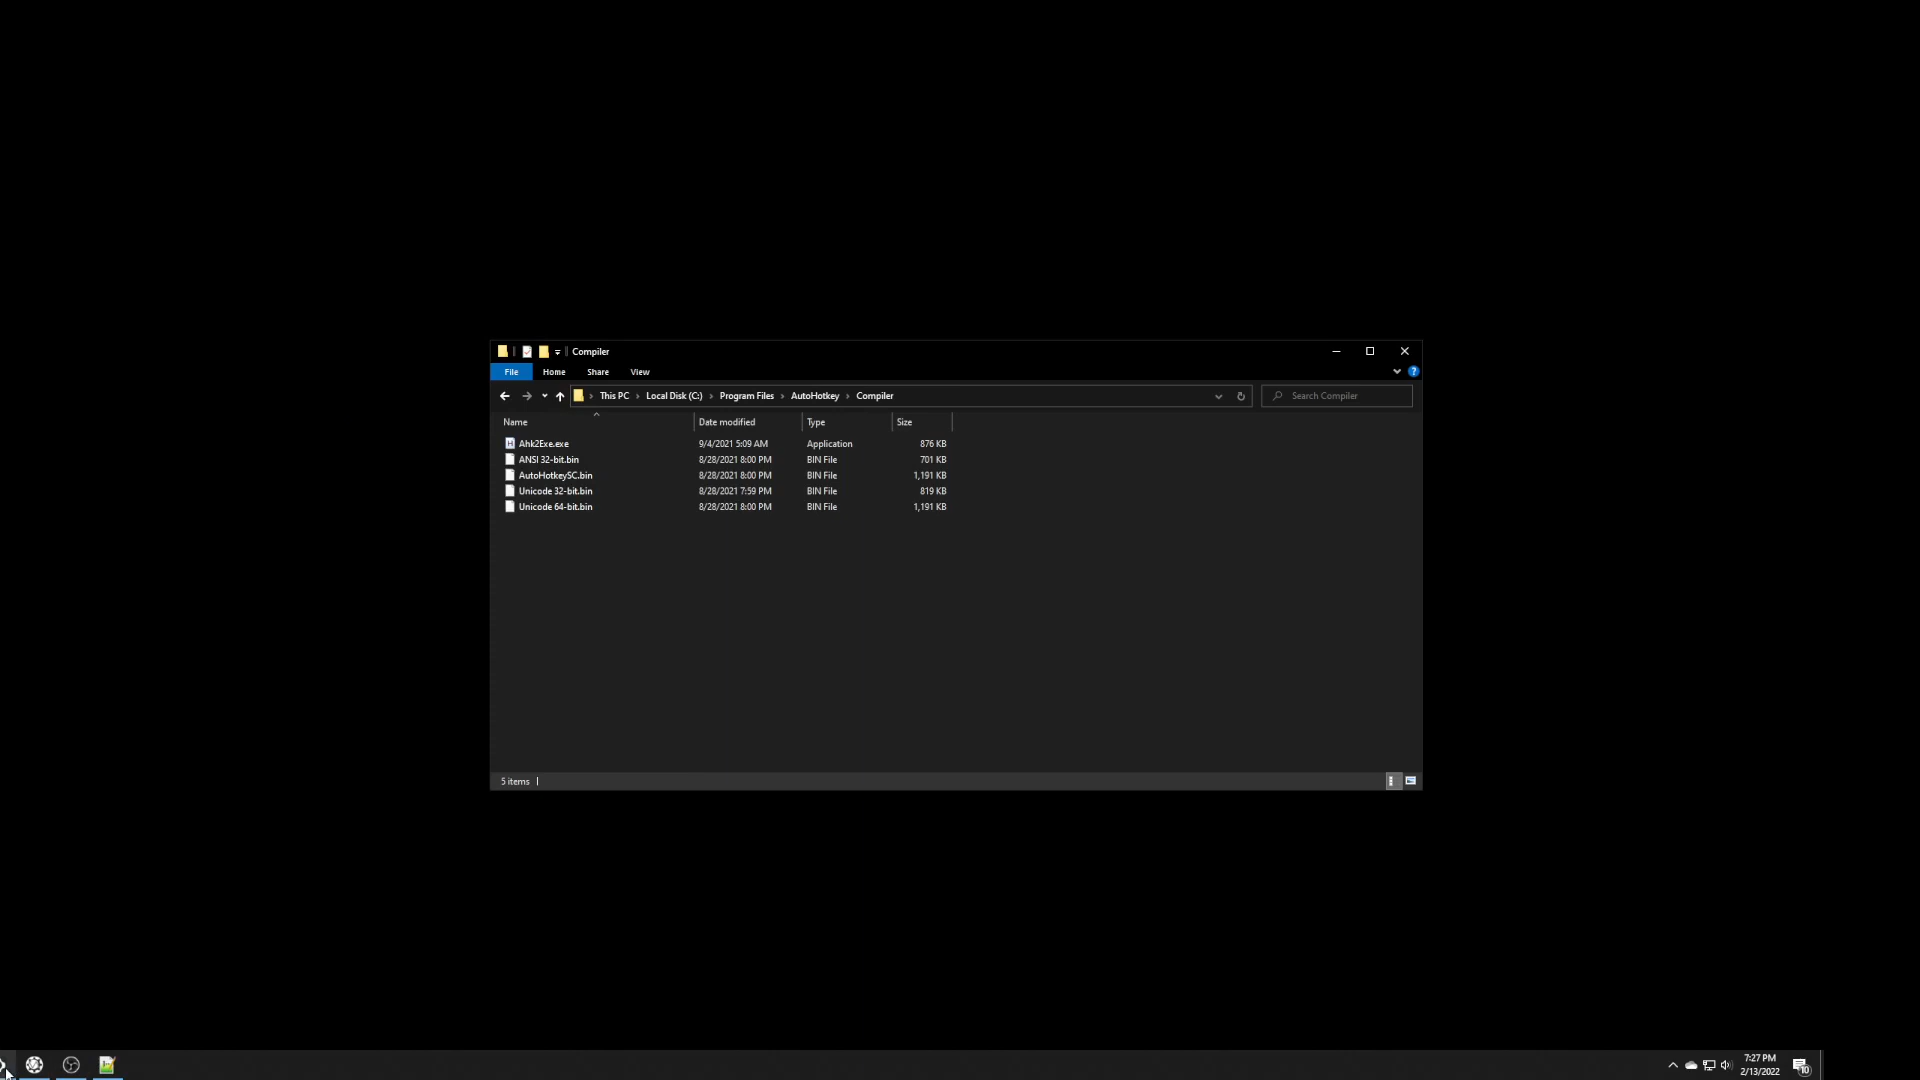 Compiler
File Home Share View
This PC Local Disk (C:) Program Files AutoHotkey Compiler Search Compiler
Name Date modified Type Size
Ahk2Exe.exe 9/4/2021 5:09 AM Application 876 KB
ANSI 32-bit.bin 8/28/2021 8:00 PM BIN File 701 KB
AutoHotkeySC.bin 8/28/2021 8:00 PM BIN File 1,191 KB
Unicode 32-bit.bin 8/28/2021 7:59 PM BIN File 819 KB
Unicode 64-bit.bin 8/28/2021 8:00 PM BIN File 1,191 KB
5 items
7:27 PM
2/13/2022
10